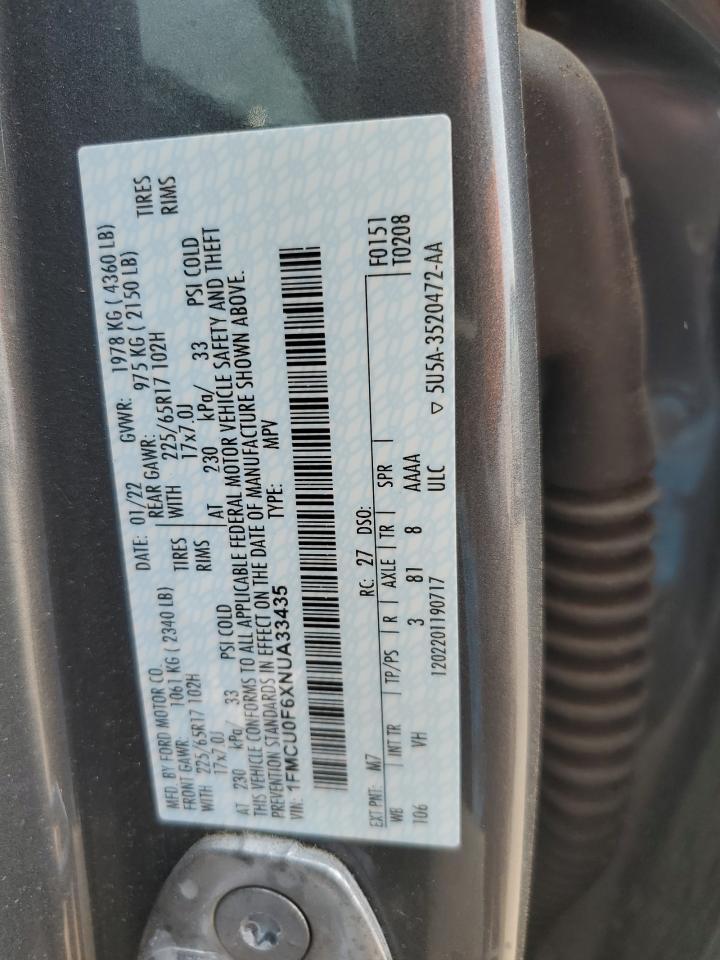 MFD. BY FORD MOTOR CO. DATE: 01/22 GVWR: 1978 KG ( 4360 LB)
FRONT GAWR: 1061 KG ( 2340 LB) REAR GAWR: 975 KG ( 2150 LB)
WITH 225/65R17 102H TIRES WITH 225/65R17 102H TIRES
17x7.0J RIMS 17x7.0J RIMS
AT 230 kPa/ 33 PSI COLD AT 230 kPa/ 33 PSI COLD
THIS VEHICLE CONFORMS TO ALL APPLICABLE FEDERAL MOTOR VEHICLE SAFETY AND THEFT
PREVENTION STANDARDS IN EFFECT ON THE DATE OF MANUFACTURE SHOWN ABOVE.
VIN: 1FMCU0F6XNUA33435 TYPE: MPV
EXT PNT: M7 RC: 27 DSO: F0151
WB INT TR TP/PS R AXLE TR SPR T0208
106 VH 3 81 8 AAAA
1202201190717 ULC ▽ 5U5A-3520472-AA